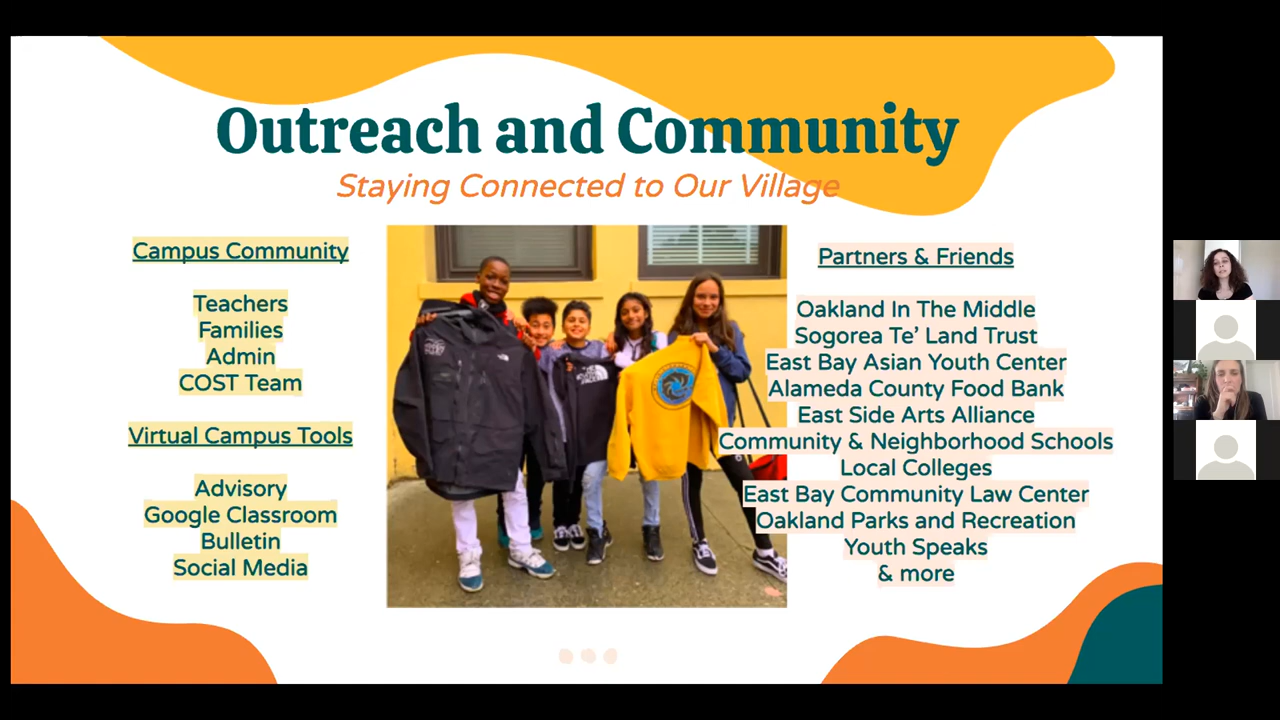 Outreach and Community
Staying Connected to Our Village
Campus Community
Teachers
Families
Admin
COST Team
Virtual Campus Tools
Advisory
Google Classroom
Bulletin
Social Media
THE NORTH FACE
Partners & Friends
Oakland In The Middle
Sogorea Te’ Land Trust
East Bay Asian Youth Center
Alameda County Food Bank
East Side Arts Alliance
Community & Neighborhood Schools
Local Colleges
East Bay Community Law Center
Oakland Parks and Recreation
Youth Speaks
& more